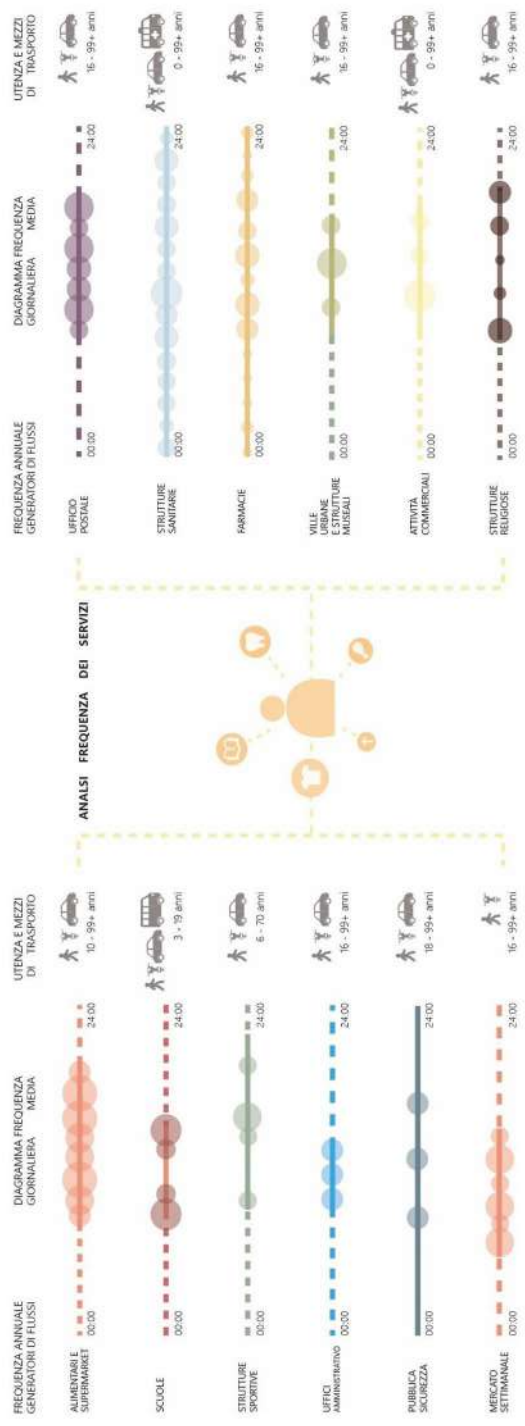 FREQUENZA ANNUALE
GENERATORI DI FLUSSI
DIAGRAMMA FREQUENZA
GIORNALIERA MEDIA
UTENZA E MEZZI
DI TRASPORTO
ALIMENTARI E
SUPERMARKET
00:00
24:00
10 - 99+ anni
SCUOLE
00:00
24:00
3 - 19 anni
STRUTTURE
SPORTIVE
00:00
24:00
6 - 70 anni
UFFICI
AMMINISTRATIVO
00:00
24:00
16 - 99+ anni
PUBBLICA
SICUREZZA
00:00
24:00
18 - 99+ anni
MERCATO
SETTIMANALE
00:00
24:00
16 - 99+ anni
ANALSI FREQUENZA DEI SERVIZI
FREQUENZA ANNUALE
GENERATORI DI FLUSSI
DIAGRAMMA FREQUENZA
GIORNALIERA MEDIA
UTENZA E MEZZI
DI TRASPORTO
UFFICIO
POSTALE
00:00
24:00
16 - 99+ anni
STRUTTURE
SANITARIE
00:00
24:00
0 - 99+ anni
FARMACIE
00:00
24:00
16 - 99+ anni
VILLE
URBANE
E STRUTTURE
MUSEALI
00:00
24:00
16 - 99+ anni
ATTIVITÀ
COMMERCIALI
00:00
24:00
0 - 99+ anni
STRUTTURE
RELIGIOSE
00:00
24:00
16 - 99+ anni